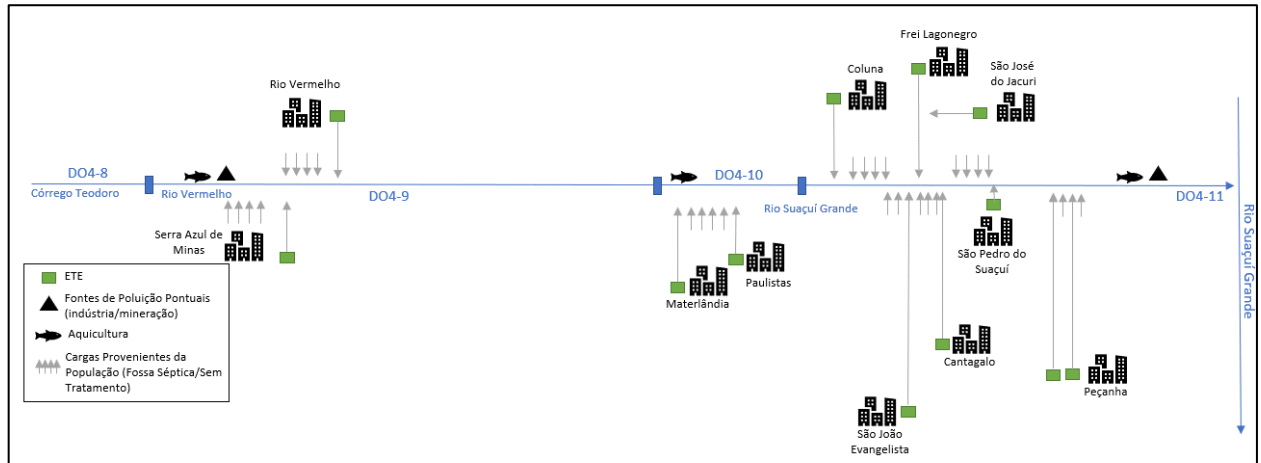 Frei Lagonegro
Coluna
São José
do Jacuri
Rio Vermelho
DO4-8
Córrego Teodoro
Rio Vermelho
DO4-9
DO4-10
Rio Suaçuí Grande
DO4-11
Rio Suaçuí Grande
Serra Azul de
Minas
Materlândia
Paulistas
São Pedro do
Suaçuí
Cantagalo
Peçanha
São João
Evangelista
ETE
Fontes de Poluição Pontuais
(indústria/mineração)
Aquicultura
Cargas Provenientes da
População (Fossa Séptica/Sem
Tratamento)